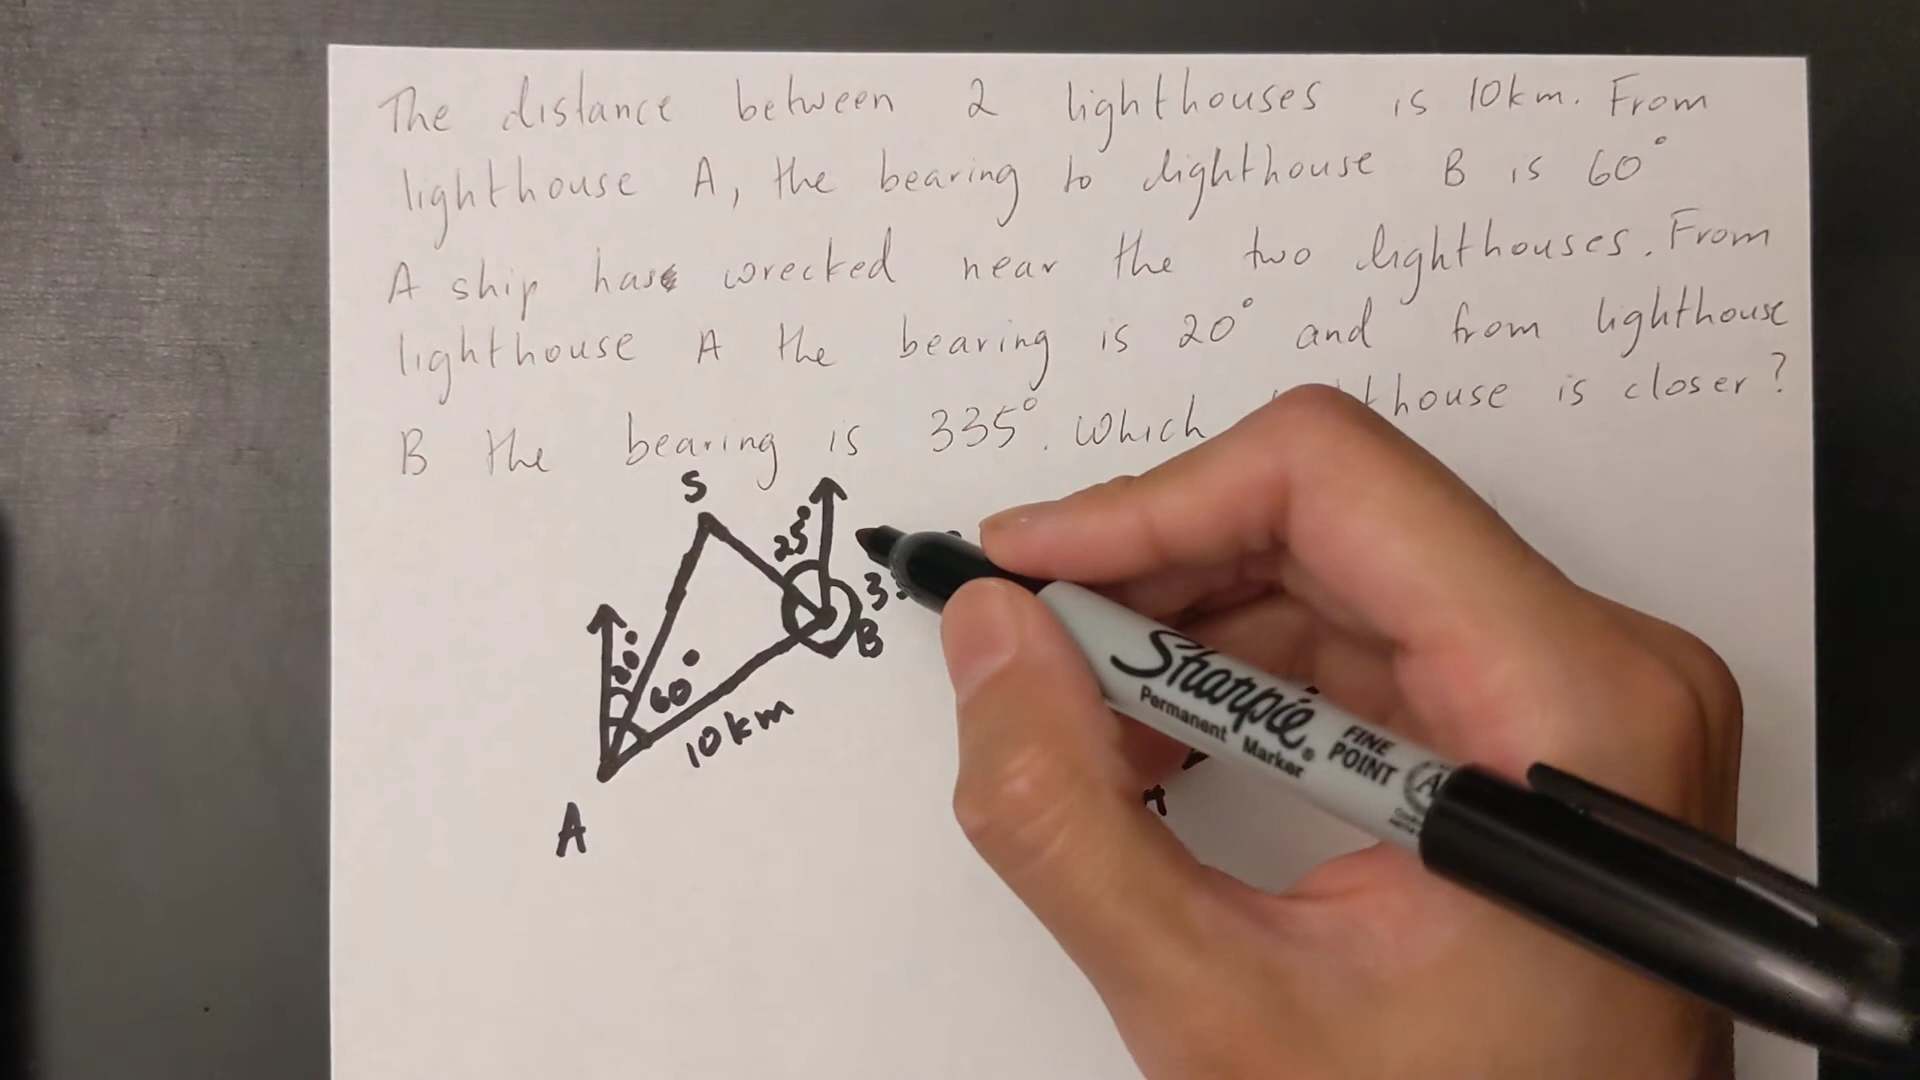 The distance between 2 lighthouses is 10km. From
lighthouse A, the bearing to lighthouse B is 60°
A ship has wrecked near the two lighthouses. From
lighthouse A the bearing is 20° and from lighthouse
B the bearing is 335°. Which house is closer?
S
25°
B
60°
10km
A
Sharpie®
Permanent Marker
FINE
POINT